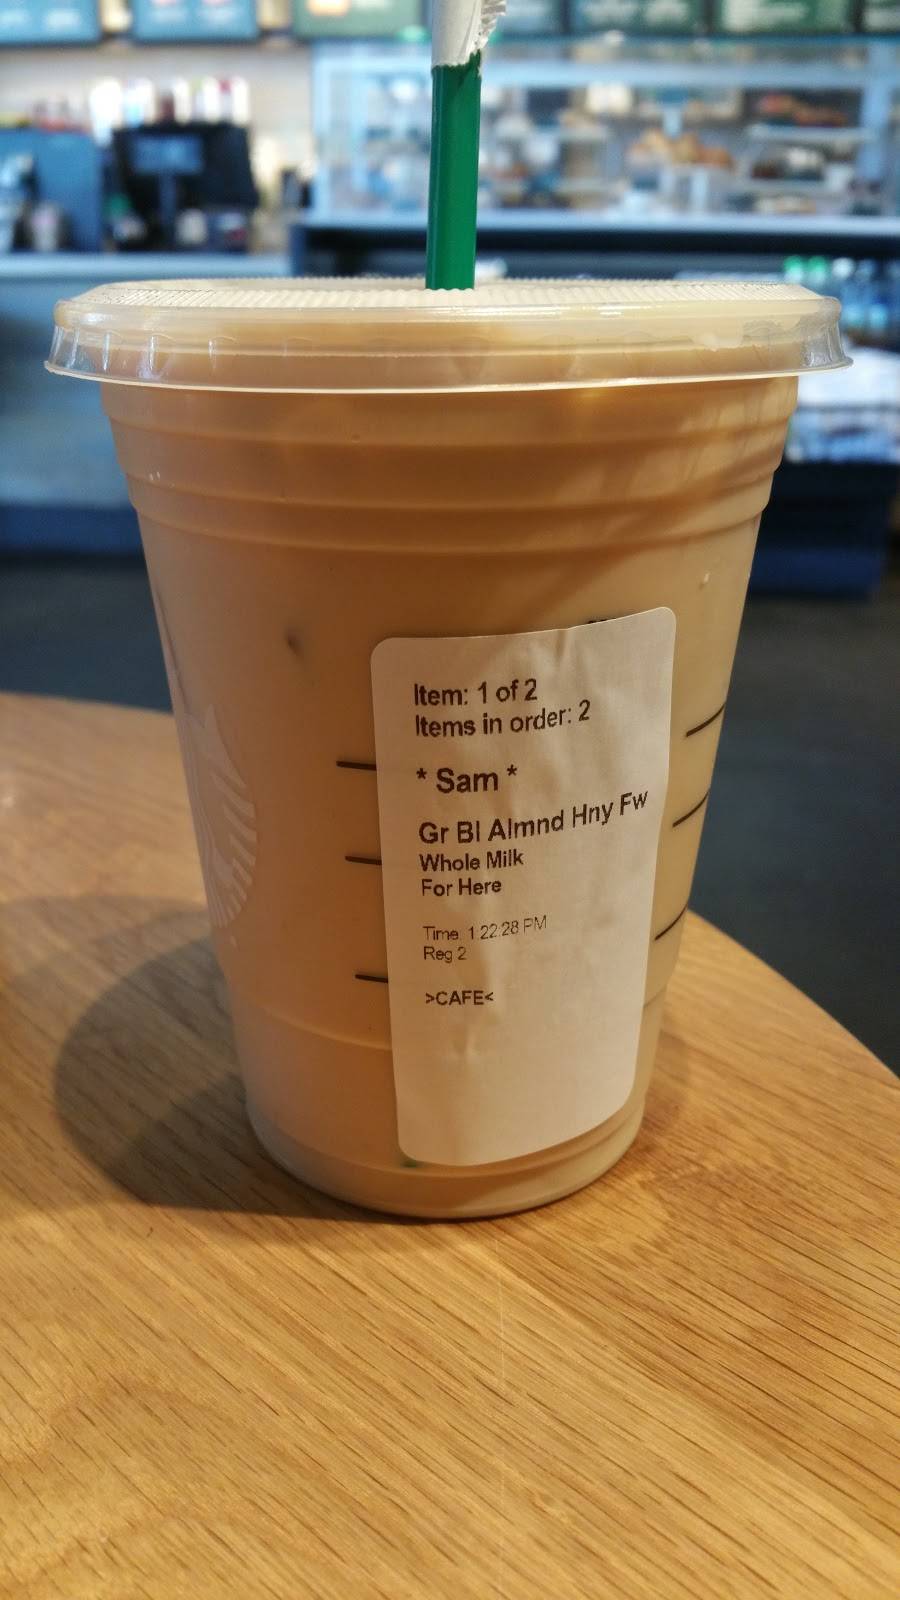 Item: 1 of 2
Items in order: 2
* Sam *
Gr Bl Almnd Hny Fw
Whole Milk
For Here
Time: 1:22:28 PM
Reg 2
>CAFE<